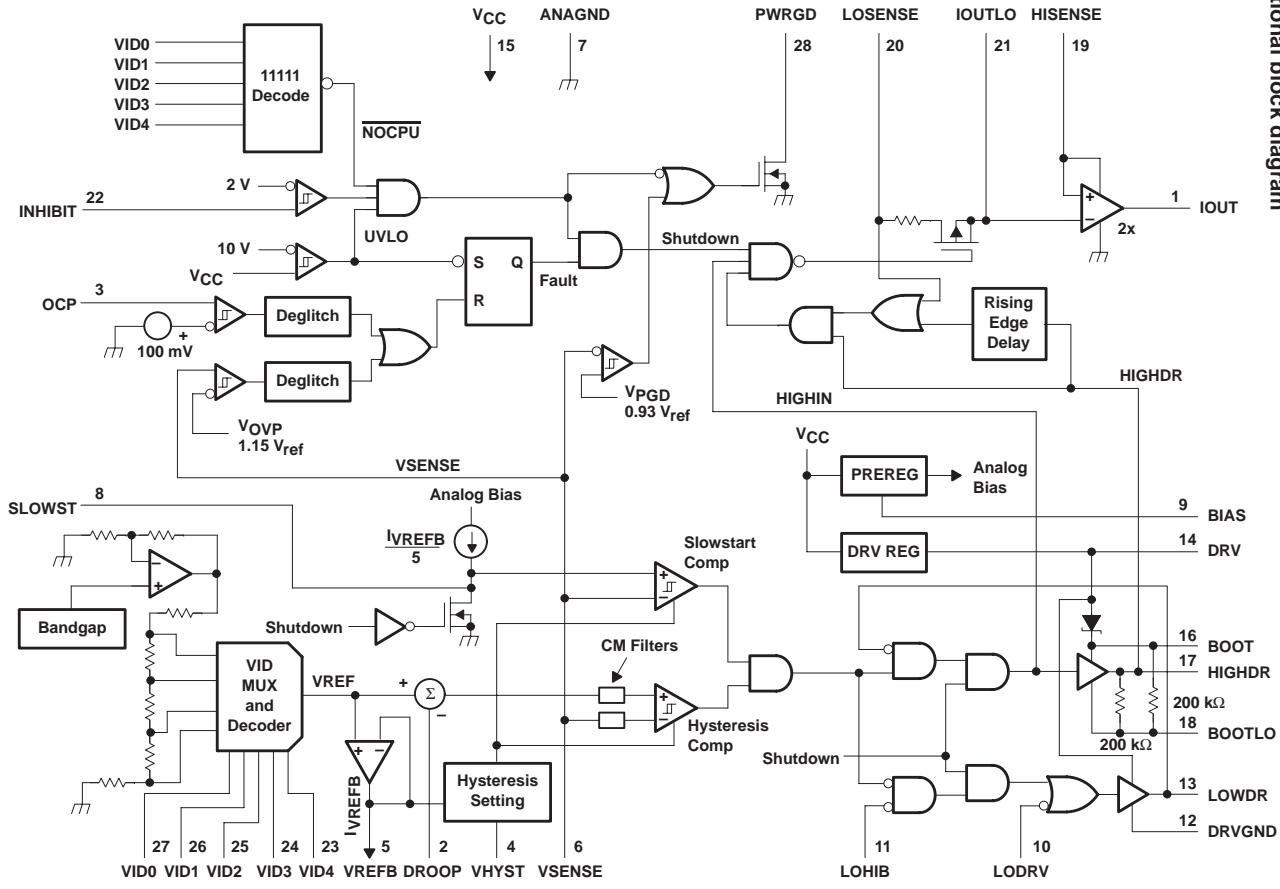 functional block diagram
VCC
15
ANAGND
7
PWRGD
28
LOSENSE
20
IOUTLO
21
HISENSE
19
VID0
VID1
VID2
VID3
VID4
11111
Decode
NOCPU
2 V
INHIBIT
22
UVLO
10 V
VCC
OCP
3
100 mV
Deglitch
Deglitch
S
Q
R
Fault
Shutdown
2x
1
IOUT
Rising
Edge
Delay
HIGHDR
VPGD
0.93 Vref
HIGHIN
VOVP
1.15 Vref
VSENSE
VCC
PREREG
Analog
Bias
9
BIAS
DRV REG
14
DRV
8
SLOWST
Analog Bias
IVREFB
5
Slowstart
Comp
Bandgap
Shutdown
CM Filters
VID
MUX
and
Decoder
VREF
Σ
Hysteresis
Comp
16
BOOT
17
HIGHDR
200 kΩ
18
BOOTLO
200 kΩ
Shutdown
IVREFB
Hysteresis
Setting
13
LOWDR
12
DRVGND
27
26
25
24
23
5
2
4
6
11
10
VID0
VID1
VID2
VID3
VID4
VREFB
DROOP
VHYST
VSENSE
LOHIB
LODRV